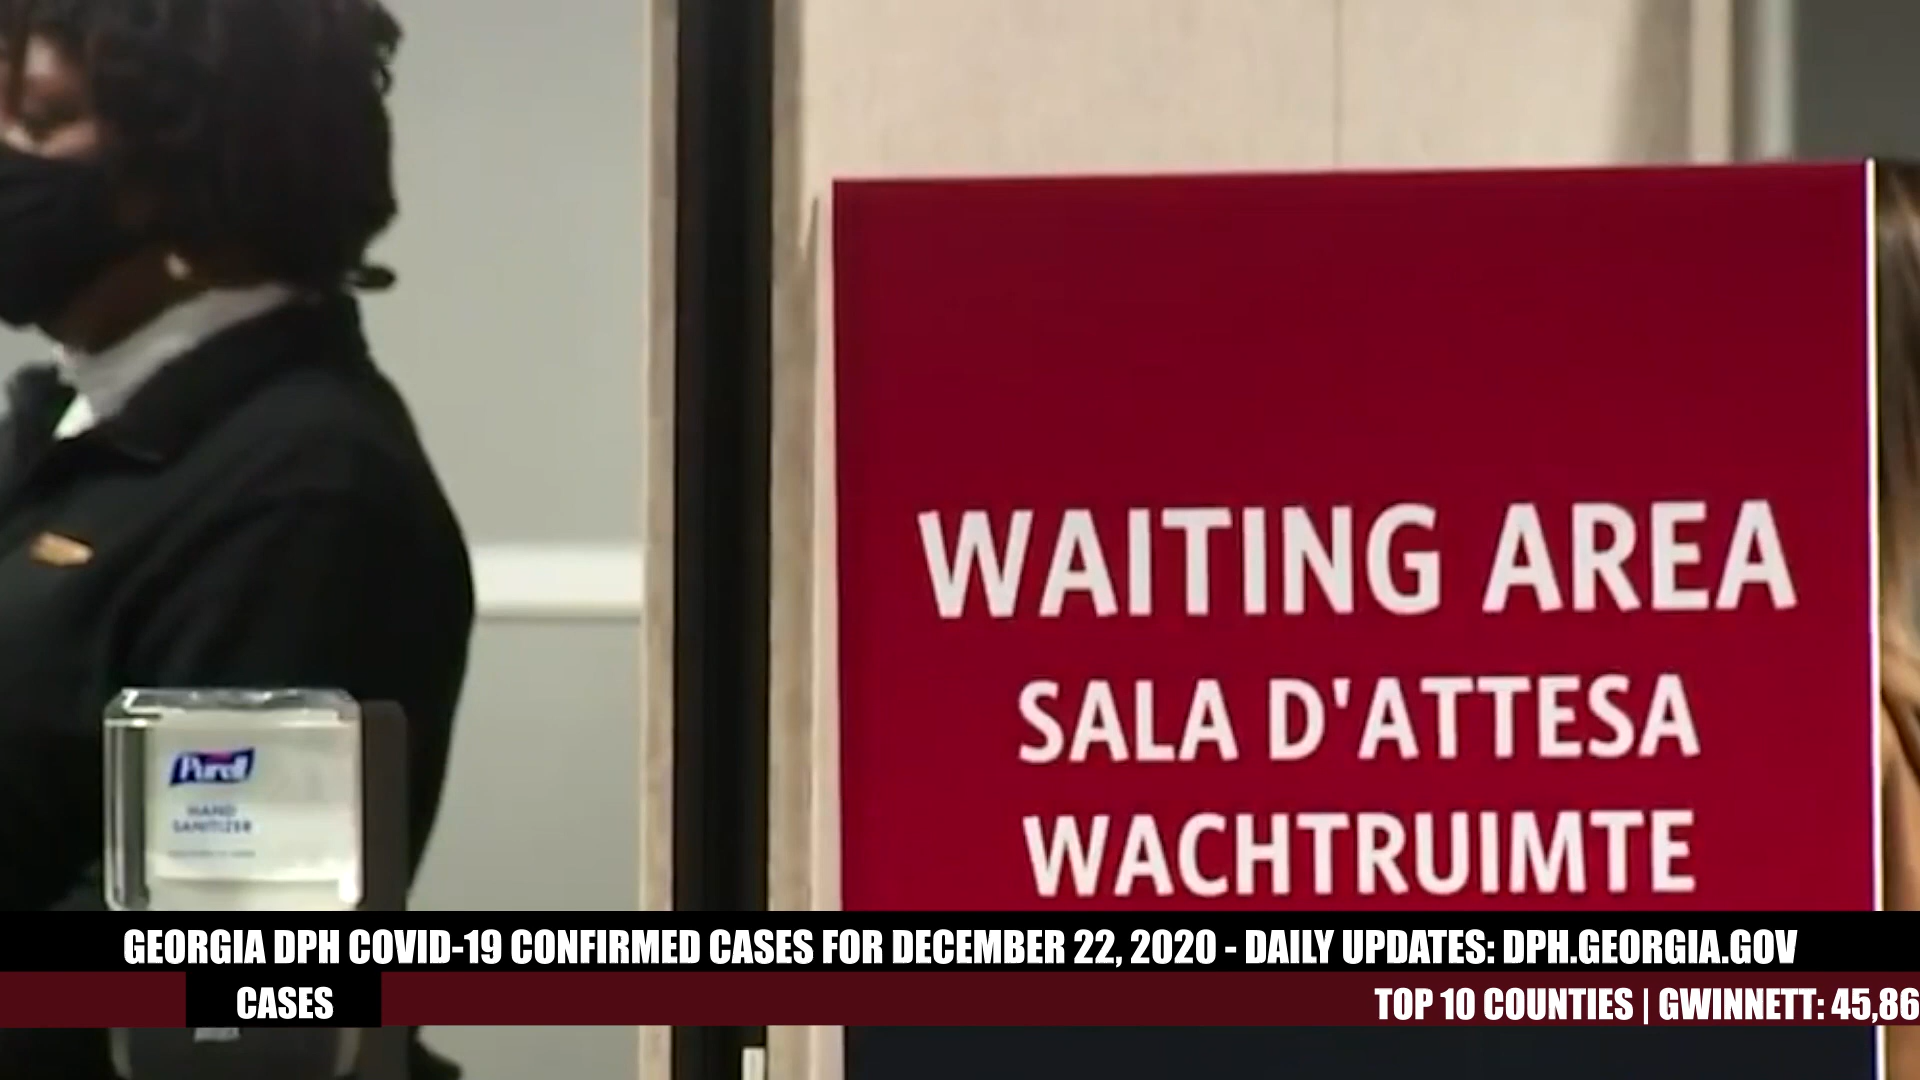 WAITING AREA
SALA D'ATTESA
WACHTRUIMTE
Purell
HAND
SANITIZER
GEORGIA DPH COVID-19 CONFIRMED CASES FOR DECEMBER 22, 2020 - DAILY UPDATES: DPH.GEORGIA.GOV
CASES
TOP 10 COUNTIES | GWINNETT: 45,86